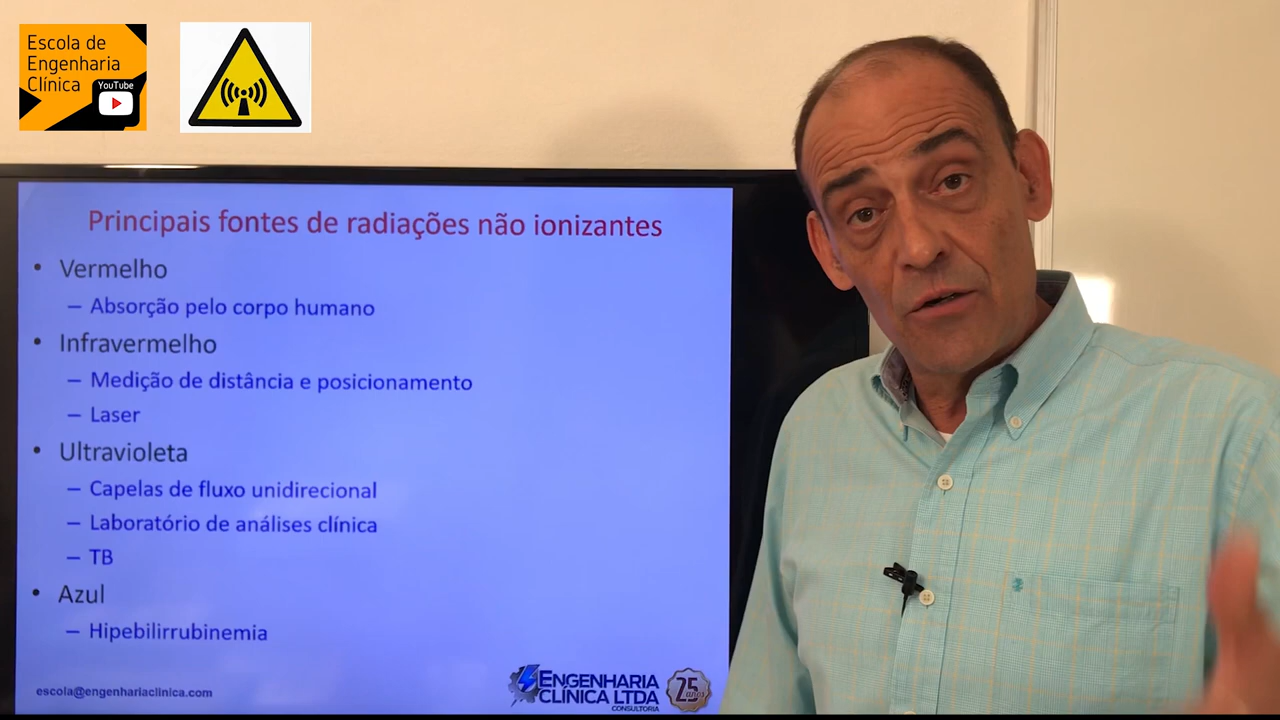 Escola de
Engenharia
Clínica
YouTube
Principais fontes de radiações não ionizantes
• Vermelho
– Absorção pelo corpo humano
• Infravermelho
– Medição de distância e posicionamento
– Laser
• Ultravioleta
– Capelas de fluxo unidirecional
– Laboratório de análises clínica
– TB
• Azul
– Hipebilirrubinemia
escola@engenhariaclinica.com
ENGENHARIA
CLÍNICA LTDA
CONSULTORIA
25
anos